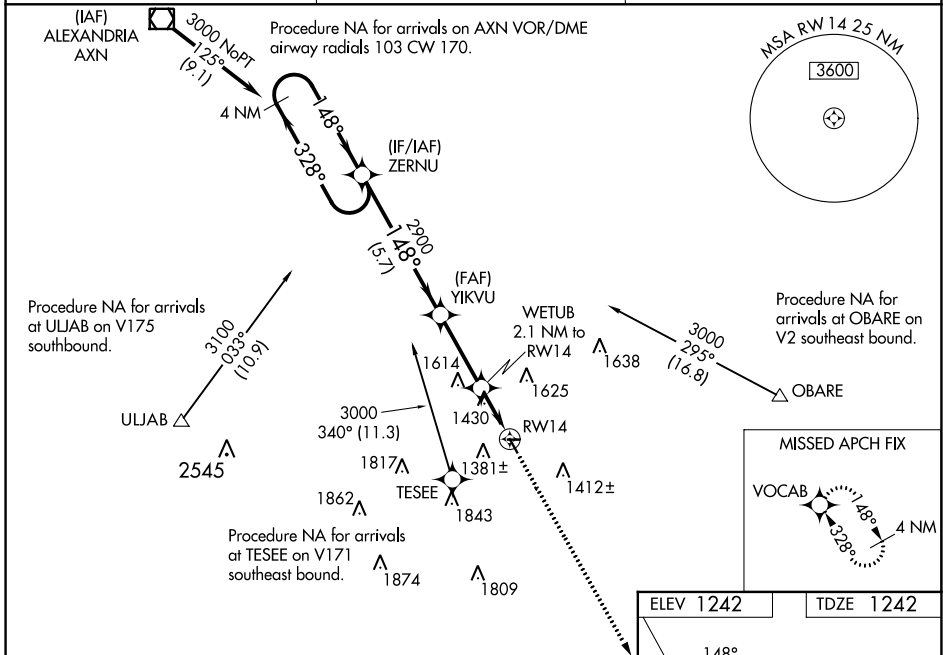 (IAF)
ALEXANDRIA
AXN
3000 NoPT
125°
(9.1)
Procedure NA for arrivals on AXN VOR/DME
airway radials 103 CW 170.
MSA RW 14 25 NM
3600
4 NM
148°
328°
(IF/IAF)
ZERNU
2900
148°
(5.7)
(FAF)
YIKVU
Procedure NA for arrivals
at ULJAB on V175
southbound.
3100
033°
(10.9)
ULJAB
2545
WETUB
2.1 NM to
RW14
1614
1625
1638
1430
RW14
3000
295°
(16.8)
OBARE
Procedure NA for
arrivals at OBARE on
V2 southeast bound.
3000
340° (11.3)
1817
1381±
1412±
TESEE
1862
1843
Procedure NA for arrivals
at TESEE on V171
southeast bound.
1874
1809
MISSED APCH FIX
VOCAB
148°
328°
4 NM
ELEV 1242
TDZE 1242
148°